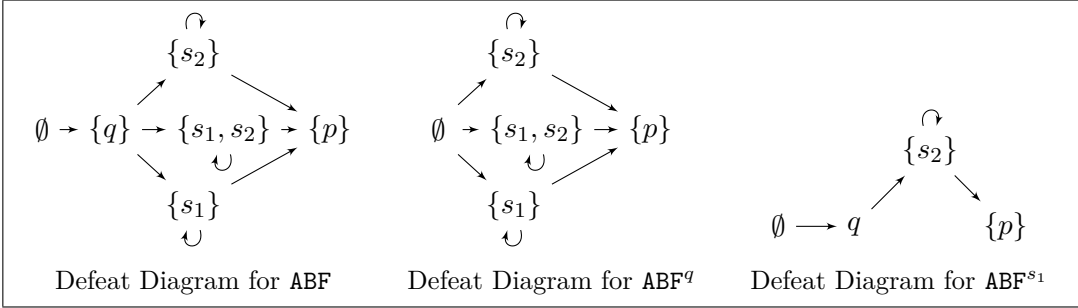 {s₂}
∅ {q} {s₁, s₂} {p}
{s₁}
Defeat Diagram for ABF
{s₂}
∅ {s₁, s₂} {p}
{s₁}
Defeat Diagram for ABF^q
{s₂}
∅ q {p}
Defeat Diagram for ABF^s₁